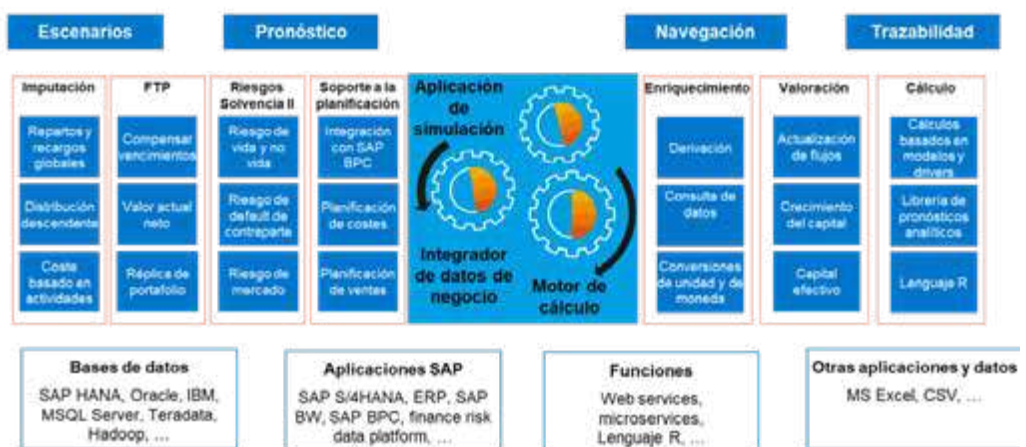 Escenarios
Pronóstico
Navegación
Trazabilidad
Imputación
Repartos y
recargos
globales
Distribución
descendente
Coste
basado en
actividades
FTP
Compensar
vencimientos
Valor actual
neto
Réplica de
portafolio
Riesgos
Solvencia II
Riesgo de
vida y no
vida
Riesgo de
default de
contreparte
Riesgo de
mercado
Soporte a la
planificación
Integración
con SAP
BPC
Planificación
de costes
Planificación
de ventas
Aplicación
de
simulación
Integrador
de datos de
negocio
Motor de
cálculo
Enriquecimiento
Derivación
Consulta de
datos
Conversiones
de unidad y de
moneda
Valoración
Actualización
de flujos
Crecimiento
del capital
Capital
efectivo
Cálculo
Cálculos
basados en
modelos y
drivers
Librería de
pronósticos
analíticos
Lenguaje R
Bases de datos
SAP HANA, Oracle, IBM,
MSQL Server, Teradata,
Hadoop, ...
Aplicaciones SAP
SAP S/4HANA, ERP, SAP
BW, SAP BPC, finance risk
data platform, ...
Funciones
Web services,
microservices,
Lenguaje R, ...
Otras aplicaciones y datos
MS Excel, CSV, ...